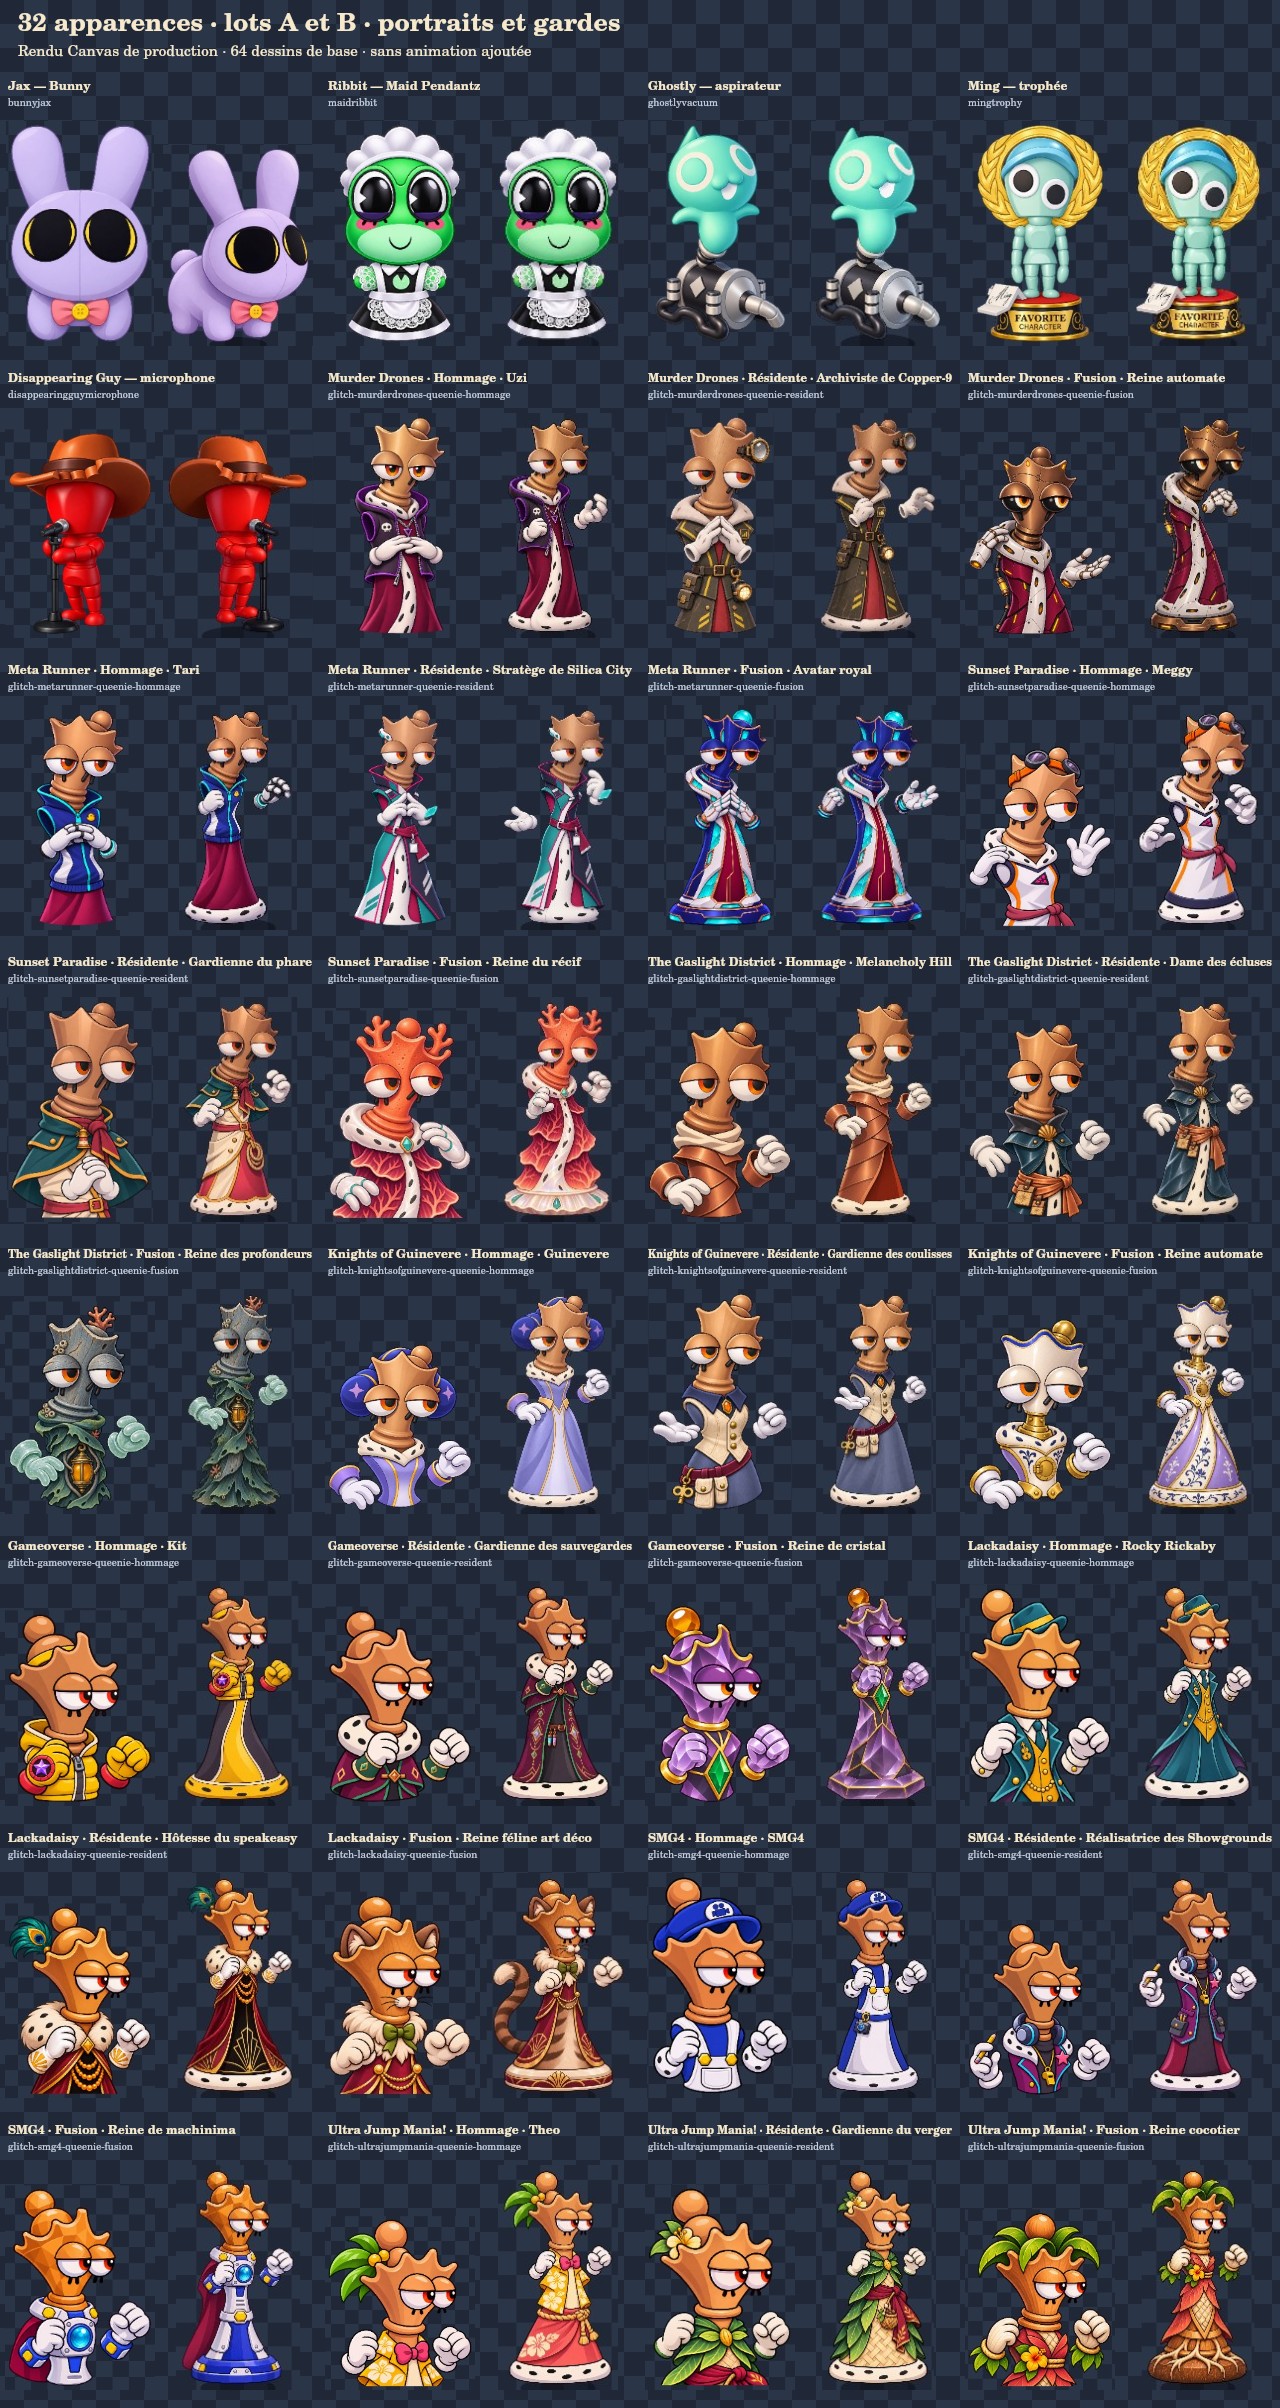 32 apparences · lots A et B · portraits et gardes
Rendu Canvas de production · 64 dessins de base · sans animation ajoutée
Jax — Bunny
bunnyjax
Ribbit — Maid Pendantz
maidribbit
Ghostly — aspirateur
ghostlyvacuum
Ming — trophée
mingtrophy
Ming
FAVORITE
CHARACTER
Ming
FAVORITE
CHARACTER
Disappearing Guy — microphone
disappearingguymicrophone
Murder Drones · Hommage · Uzi
glitch-murderdrones-queenie-hommage
Murder Drones · Résidente · Archiviste de Copper-9
glitch-murderdrones-queenie-resident
Murder Drones · Fusion · Reine automate
glitch-murderdrones-queenie-fusion
Meta Runner · Hommage · Tari
glitch-metarunner-queenie-hommage
Meta Runner · Résidente · Stratège de Silica City
glitch-metarunner-queenie-resident
Meta Runner · Fusion · Avatar royal
glitch-metarunner-queenie-fusion
Sunset Paradise · Hommage · Meggy
glitch-sunsetparadise-queenie-hommage
Sunset Paradise · Résidente · Gardienne du phare
glitch-sunsetparadise-queenie-resident
Sunset Paradise · Fusion · Reine du récif
glitch-sunsetparadise-queenie-fusion
The Gaslight District · Hommage · Melancholy Hill
glitch-gaslightdistrict-queenie-hommage
The Gaslight District · Résidente · Dame des écluses
glitch-gaslightdistrict-queenie-resident
The Gaslight District · Fusion · Reine des profondeurs
glitch-gaslightdistrict-queenie-fusion
Knights of Guinevere · Hommage · Guinevere
glitch-knightsofguinevere-queenie-hommage
Knights of Guinevere · Résidente · Gardienne des coulisses
glitch-knightsofguinevere-queenie-resident
Knights of Guinevere · Fusion · Reine automate
glitch-knightsofguinevere-queenie-fusion
Gameoverse · Hommage · Kit
glitch-gameoverse-queenie-hommage
Gameoverse · Résidente · Gardienne des sauvegardes
glitch-gameoverse-queenie-resident
Gameoverse · Fusion · Reine de cristal
glitch-gameoverse-queenie-fusion
Lackadaisy · Hommage · Rocky Rickaby
glitch-lackadaisy-queenie-hommage
Lackadaisy · Résidente · Hôtesse du speakeasy
glitch-lackadaisy-queenie-resident
Lackadaisy · Fusion · Reine féline art déco
glitch-lackadaisy-queenie-fusion
SMG4 · Hommage · SMG4
glitch-smg4-queenie-hommage
SMG4 · Résidente · Réalisatrice des Showgrounds
glitch-smg4-queenie-resident
SMG4 · Fusion · Reine de machinima
glitch-smg4-queenie-fusion
Ultra Jump Mania! · Hommage · Theo
glitch-ultrajumpmania-queenie-hommage
Ultra Jump Mania! · Résidente · Gardienne du verger
glitch-ultrajumpmania-queenie-resident
Ultra Jump Mania! · Fusion · Reine cocotier
glitch-ultrajumpmania-queenie-fusion